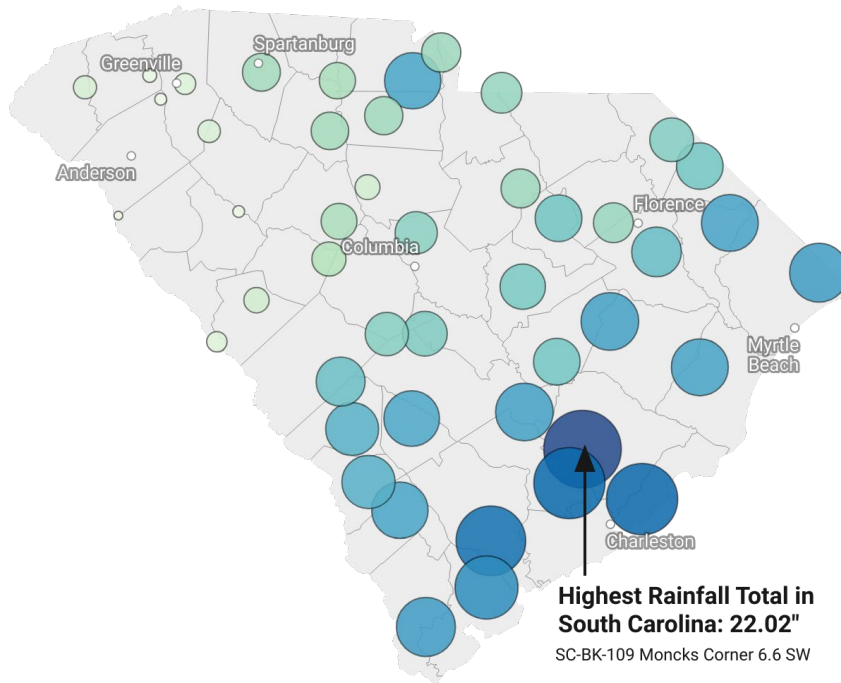 Spartanburg
Greenville
Anderson
Florence
Columbia
Myrtle
Beach
Charleston
Highest Rainfall Total in
South Carolina: 22.02"
SC-BK-109 Moncks Corner 6.6 SW